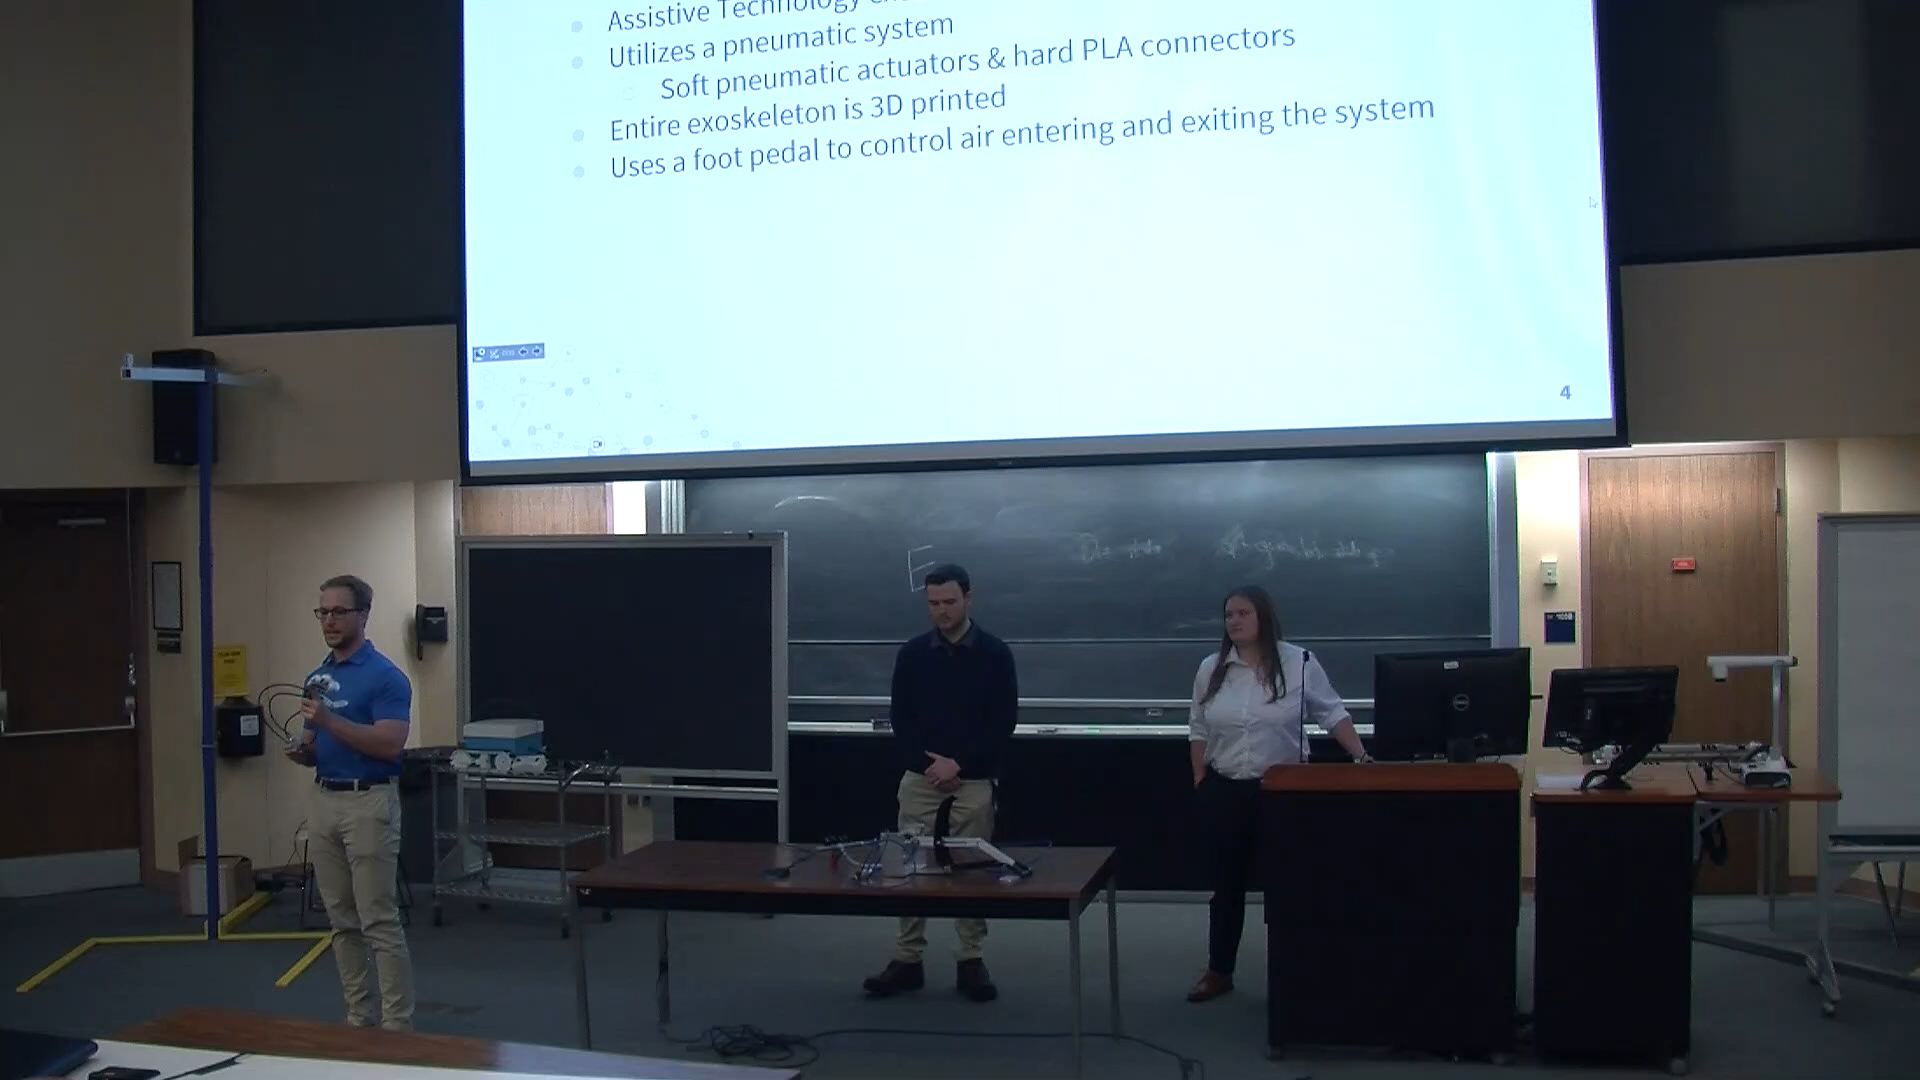 Assistive Technology
Utilizes a pneumatic system
Soft pneumatic actuators & hard PLA connectors
Entire exoskeleton is 3D printed
Uses a foot pedal to control air entering and exiting the system
4
E
DELL